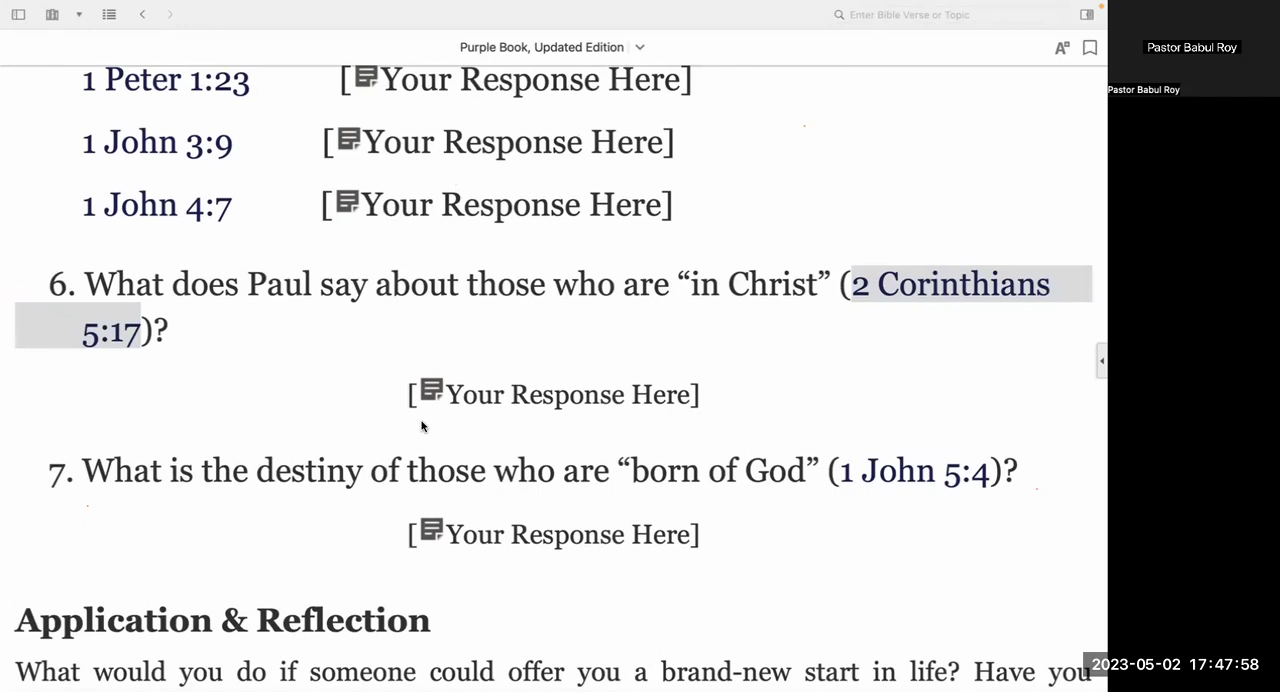 Enter Bible Verse or Topic
Purple Book, Updated Edition
Pastor Babul Roy
Pastor Babul Roy
1 Peter 1:23 [Your Response Here]
1 John 3:9 [Your Response Here]
1 John 4:7 [Your Response Here]
6. What does Paul say about those who are “in Christ” (2 Corinthians
5:17)?
[Your Response Here]
7. What is the destiny of those who are “born of God” (1 John 5:4)?
[Your Response Here]
Application & Reflection
What would you do if someone could offer you a brand-new start in life? Have you
2023-05-02 17:47:58